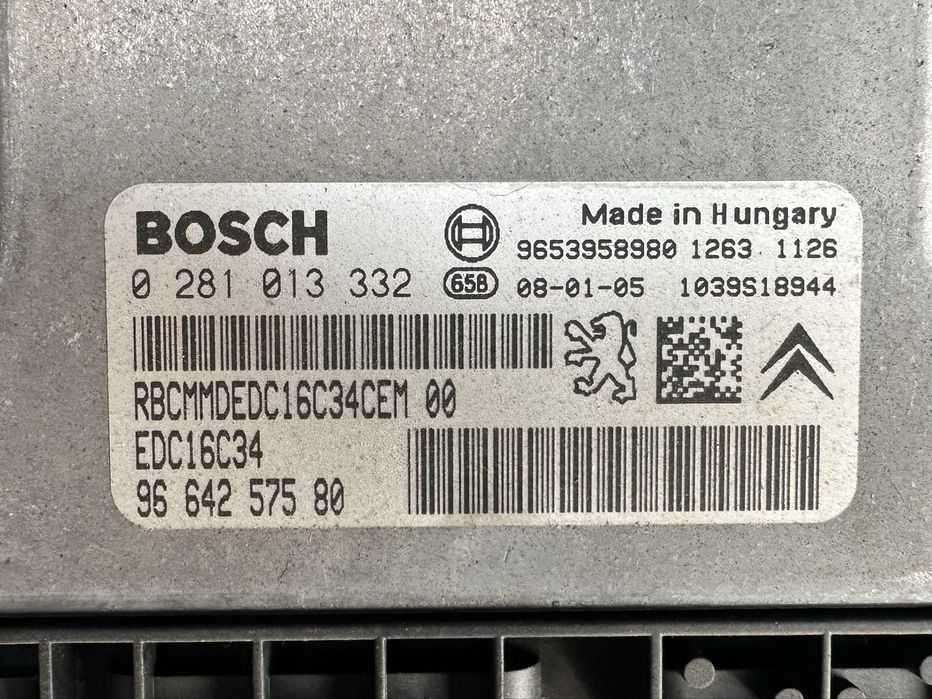 BOSCH
Made in Hungary
9653958980 1263 1126
0 281 013 332 65B 08-01-05 1039S18944
RBCMMDEDC16C34CEM 00
EDC16C34
96 642 575 80